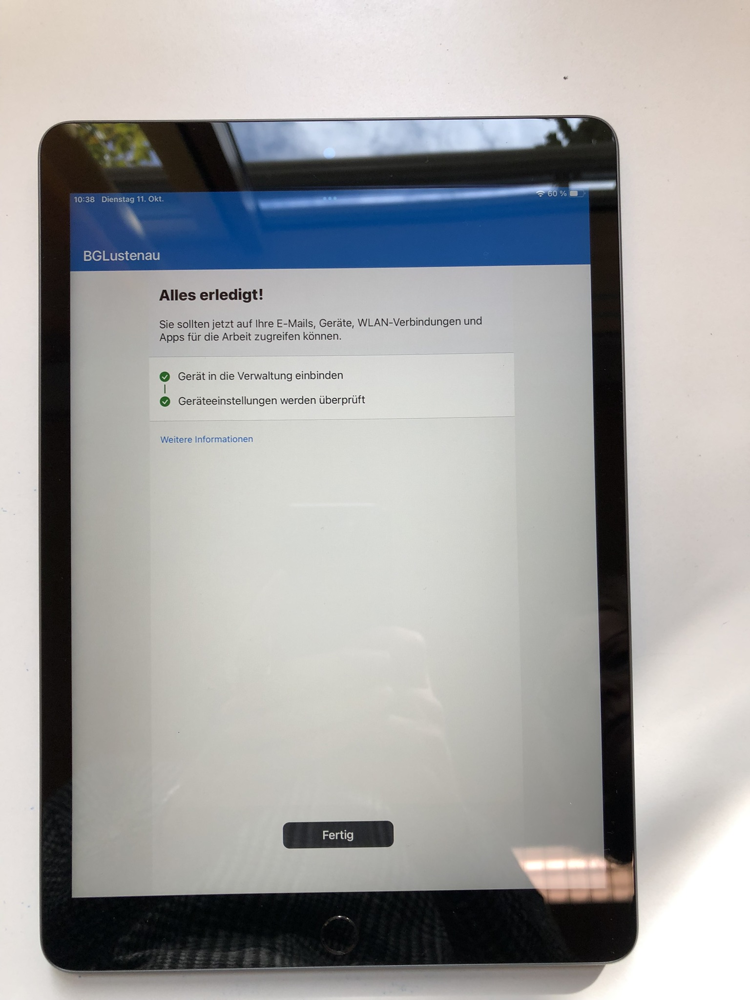 10:38 Dienstag 11. Okt.
60 %
BGLustenau
Alles erledigt!
Sie sollten jetzt auf Ihre E-Mails, Geräte, WLAN-Verbindungen und
Apps für die Arbeit zugreifen können.
Gerät in die Verwaltung einbinden
Geräteeinstellungen werden überprüft
Weitere Informationen
Fertig